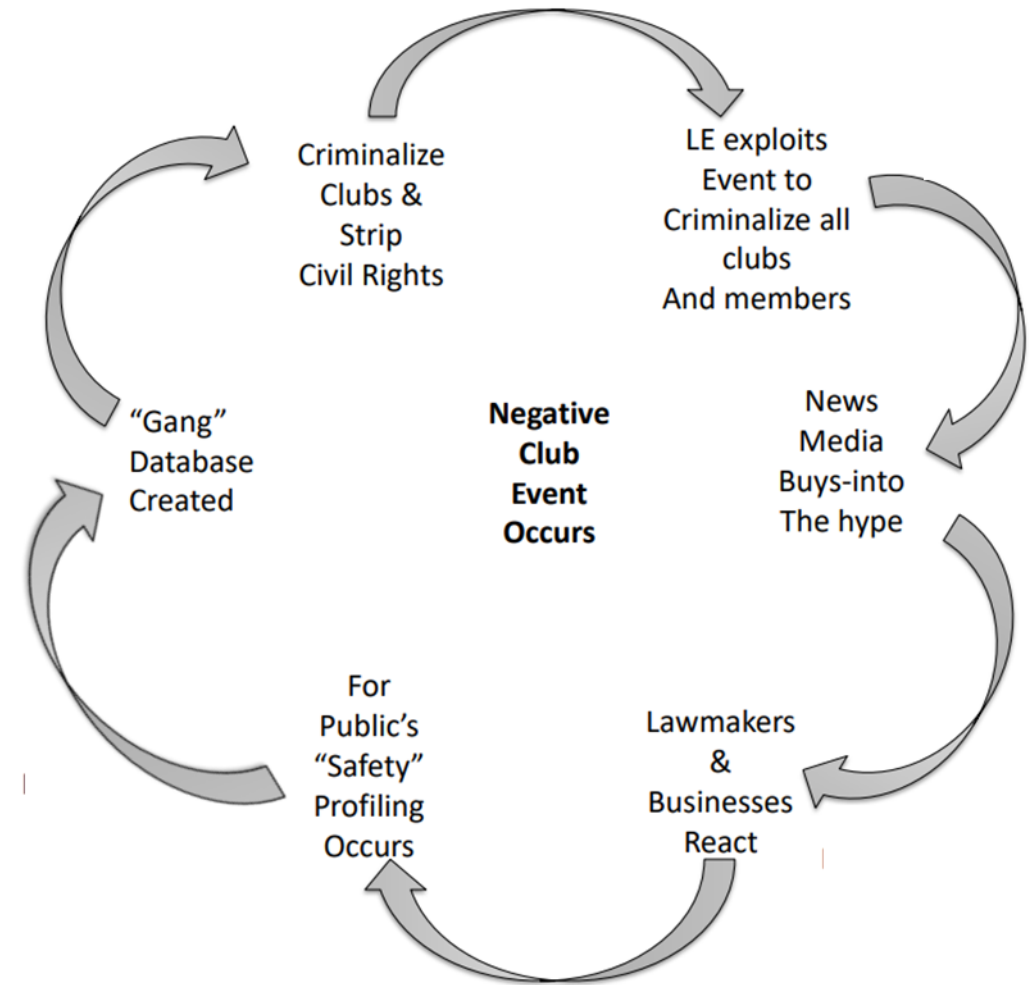 Criminalize
Clubs &
Strip
Civil Rights
LE exploits
Event to
Criminalize all
clubs
And members
News
Media
Buys-into
The hype
Lawmakers
&
Businesses
React
For
Public’s
“Safety”
Profiling
Occurs
“Gang”
Database
Created
Negative
Club
Event
Occurs